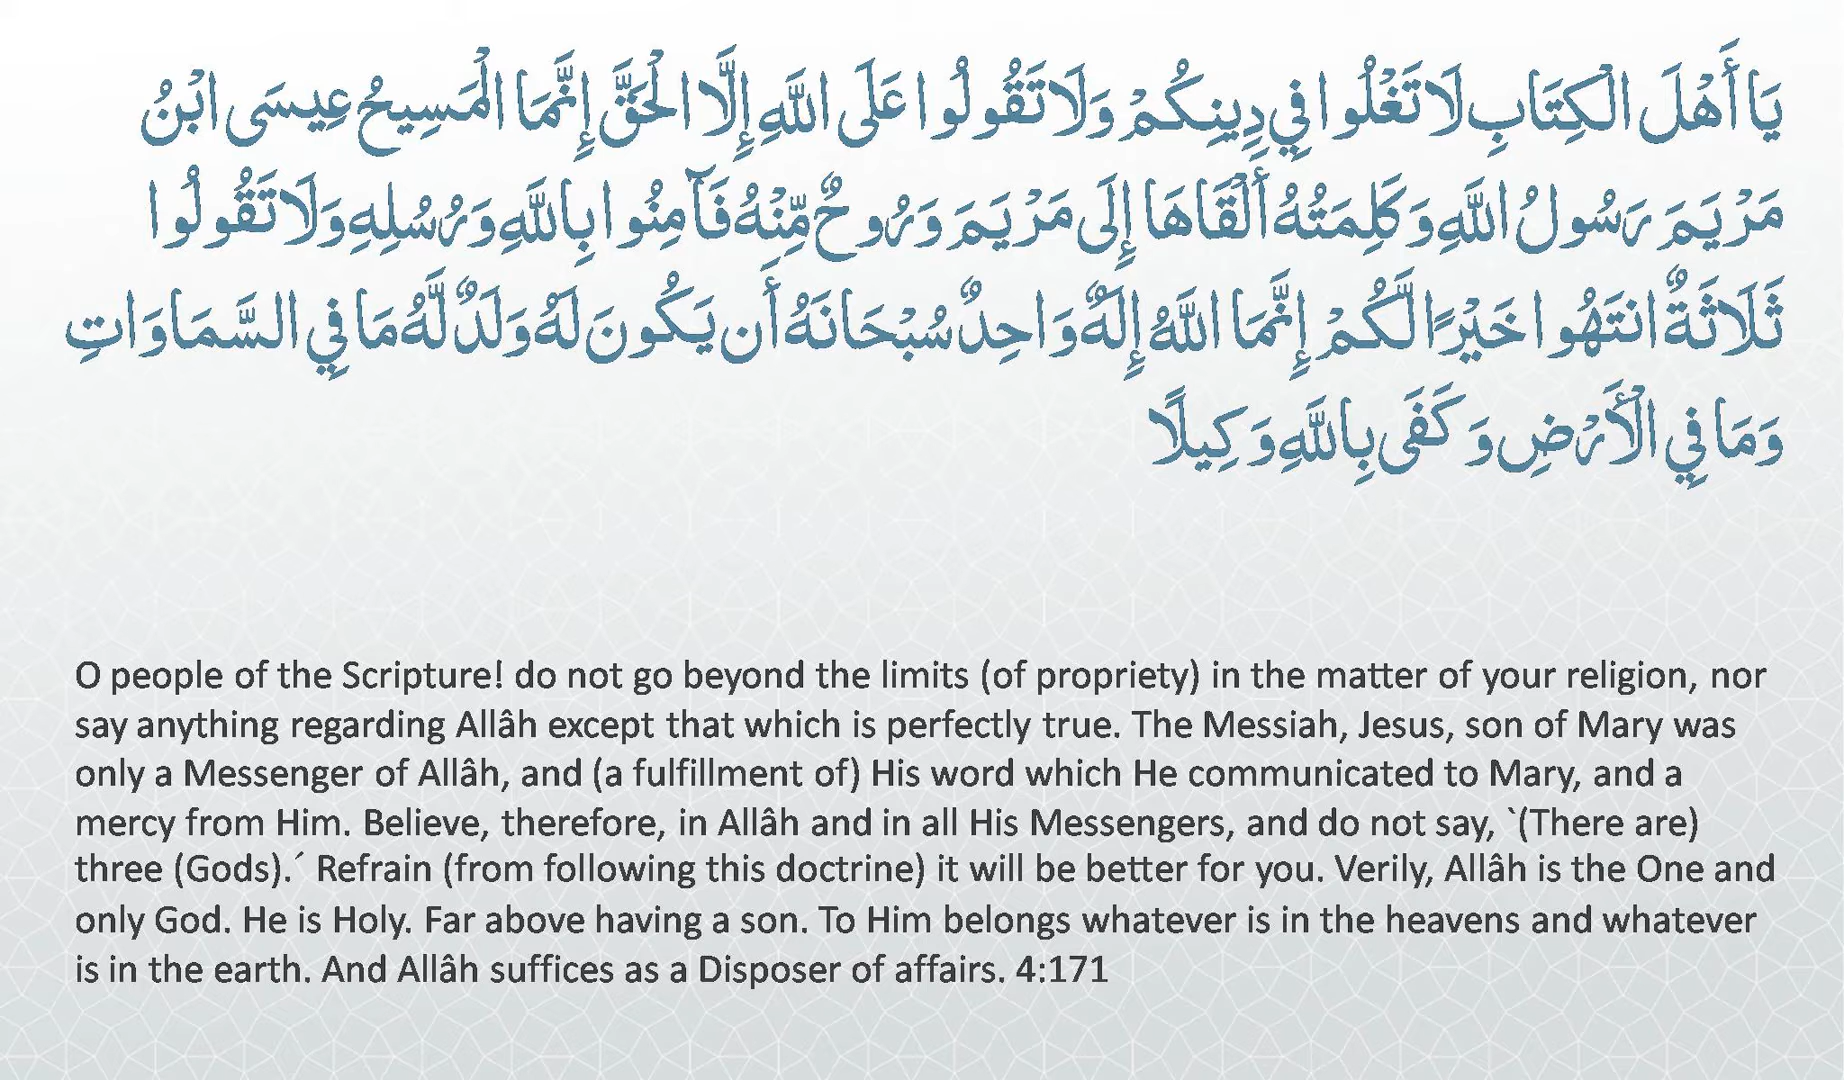 يَا أَهْلَ الْكِتَابِ لَا تَغْلُوا فِي دِينِكُمْ وَلَا تَقُولُوا عَلَى اللَّهِ إِلَّا الْحَقَّ إِنَّمَا الْمَسِيحُ عِيسَى ابْنُ
مَرْيَمَ رَسُولُ اللَّهِ وَكَلِمَتُهُ أَلْقَاهَا إِلَى مَرْيَمَ وَرُوحٌ مِّنْهُ فَآمِنُوا بِاللَّهِ وَرُسُلِهِ وَلَا تَقُولُوا
ثَلَاثَةٌ انتَهُوا خَيْرًا لَّكُمْ إِنَّمَا اللَّهُ إِلَهٌ وَاحِدٌ سُبْحَانَهُ أَن يَكُونَ لَهُ وَلَدٌ لَّهُ مَا فِي السَّمَاوَاتِ
وَمَا فِي الْأَرْضِ وَكَفَى بِاللَّهِ وَكِيلًا
O people of the Scripture! do not go beyond the limits (of propriety) in the matter of your religion, nor
say anything regarding Allâh except that which is perfectly true. The Messiah, Jesus, son of Mary was
only a Messenger of Allâh, and (a fulfillment of) His word which He communicated to Mary, and a
mercy from Him. Believe, therefore, in Allâh and in all His Messengers, and do not say, `(There are)
three (Gods).´ Refrain (from following this doctrine) it will be better for you. Verily, Allâh is the One and
only God. He is Holy. Far above having a son. To Him belongs whatever is in the heavens and whatever
is in the earth. And Allâh suffices as a Disposer of affairs. 4:171